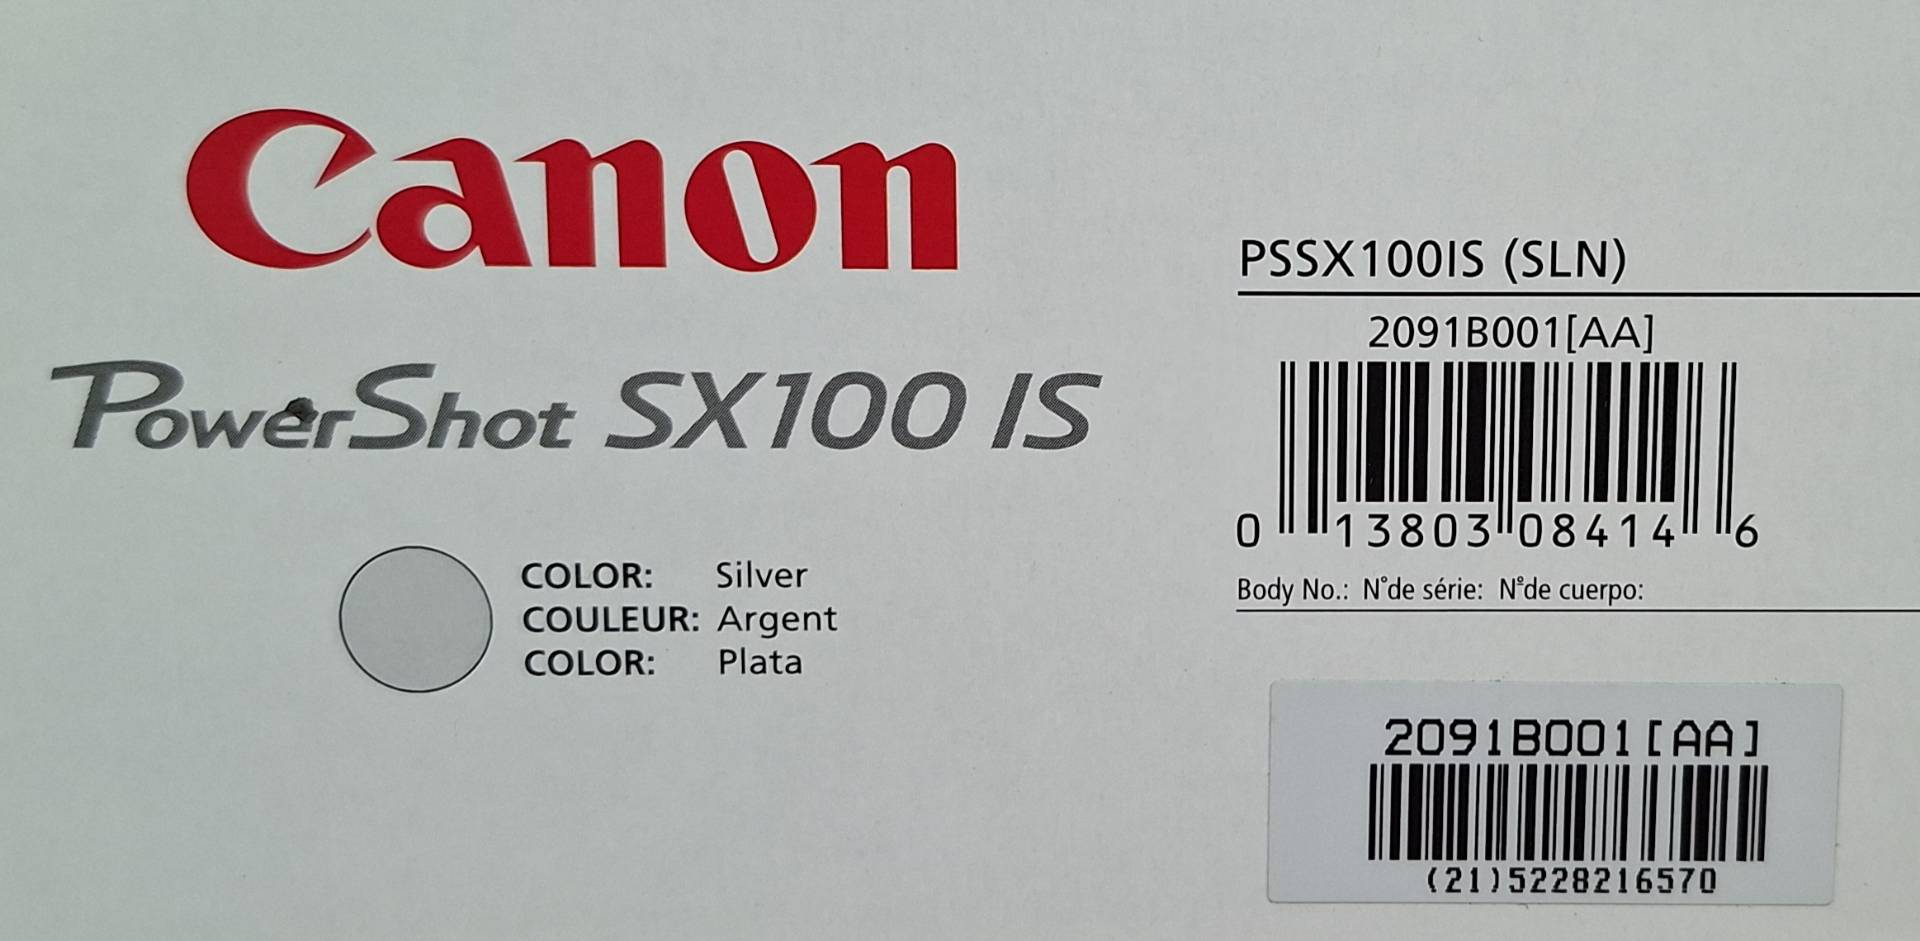 Canon
PowerShot SX100 IS
COLOR: Silver
COULEUR: Argent
COLOR: Plata
PSSX100IS (SLN)
2091B001[AA]
0 13803 08414 6
Body No.: N°de série: Nºde cuerpo:
2091B001[AA]
(21)5228216570